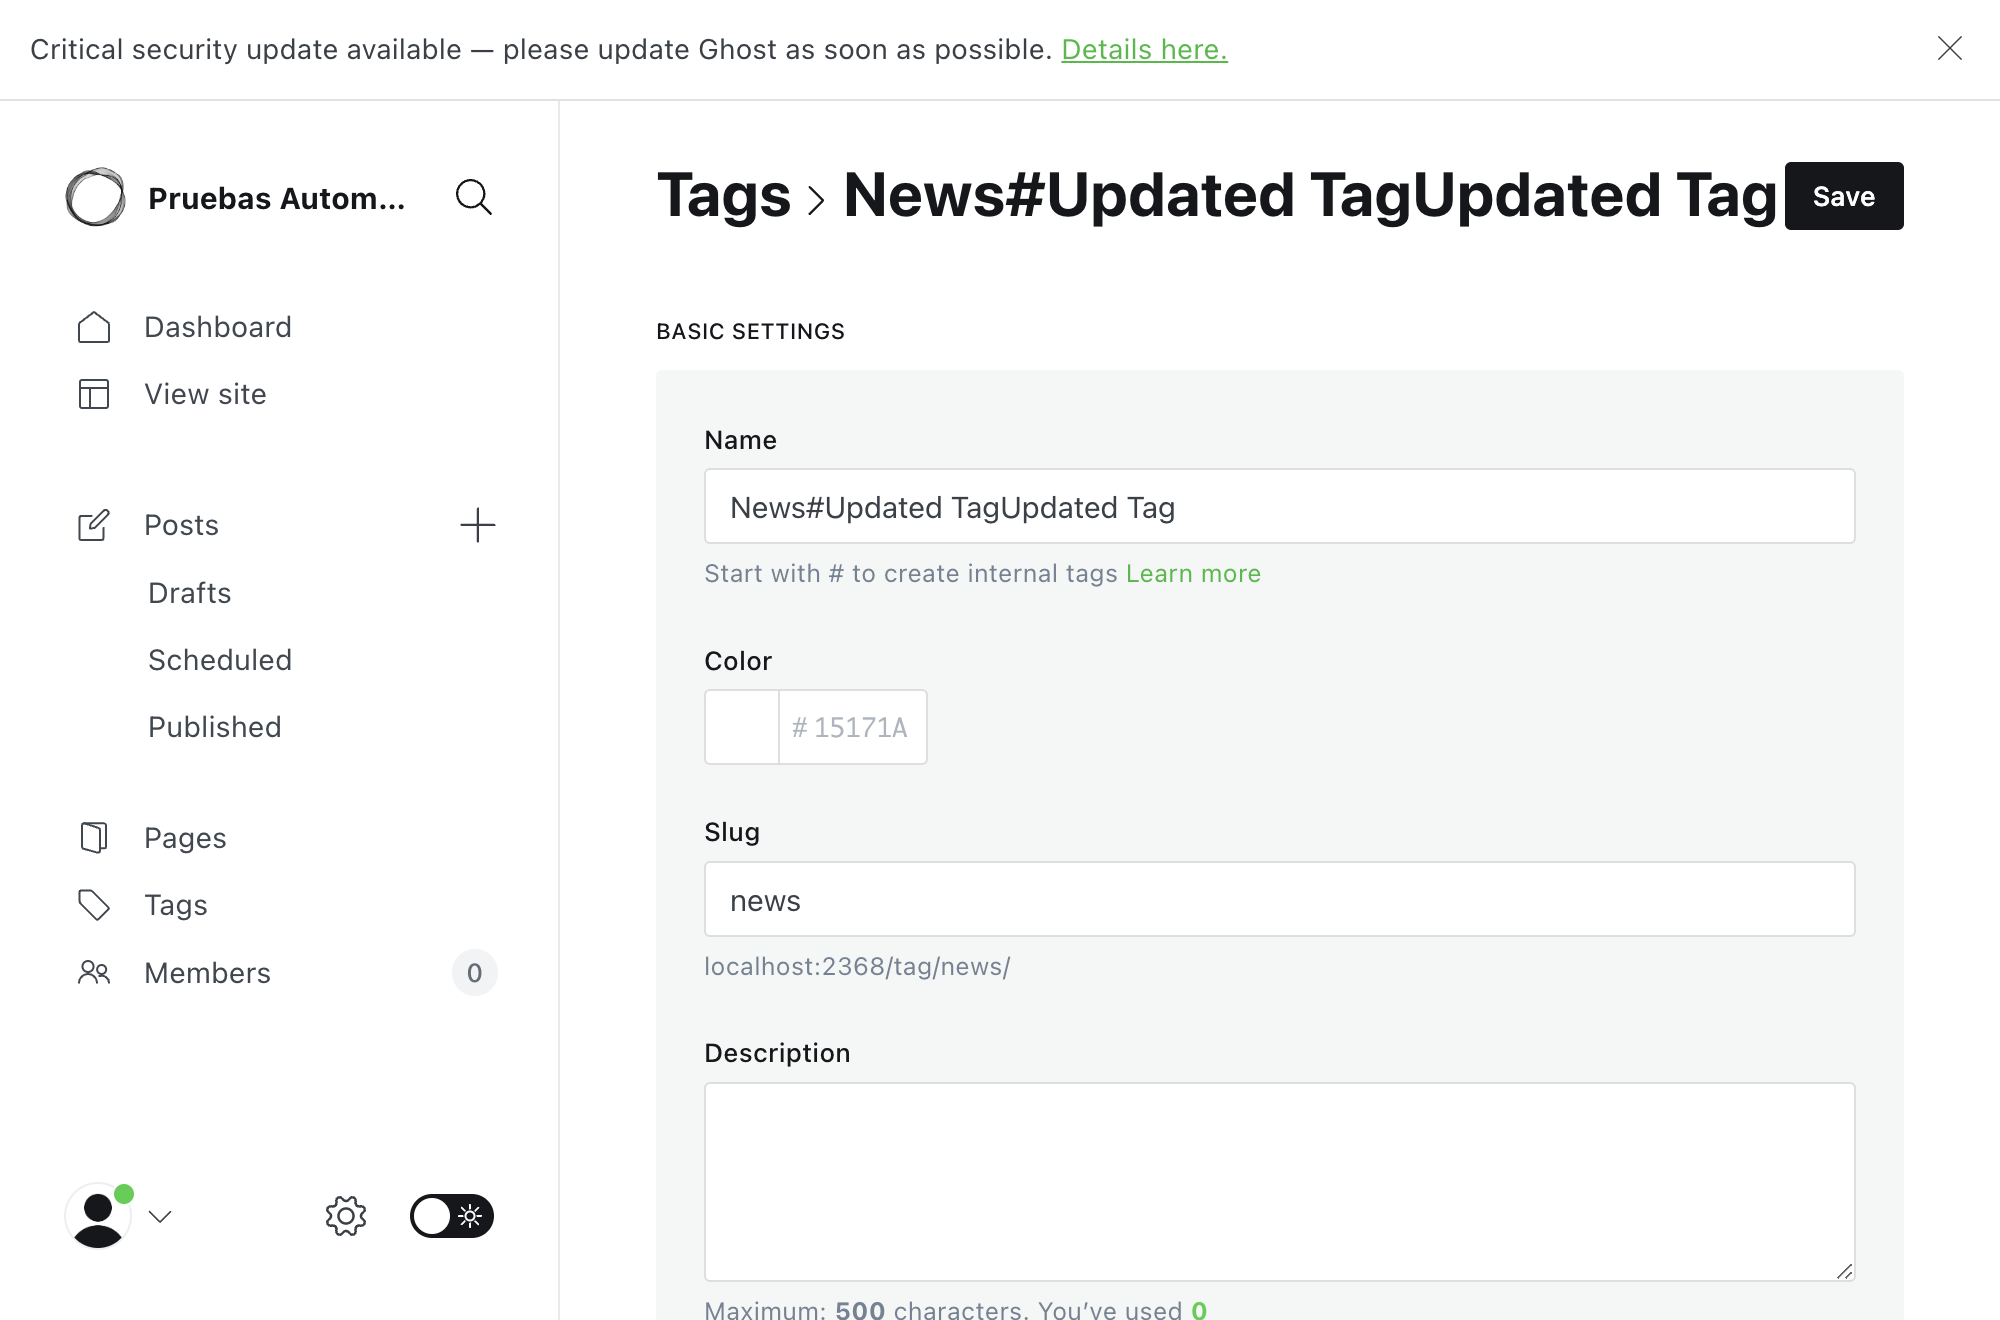 Critical security update available — please update Ghost as soon as possible. Details here.
Pruebas Autom...
Dashboard
View site
Posts
Drafts
Scheduled
Published
Pages
Tags
Members
0
Tags > News#Updated TagUpdated Tag
Save
BASIC SETTINGS
Name
News#Updated TagUpdated Tag
Start with # to create internal tags Learn more
Color
# 15171A
Slug
news
localhost:2368/tag/news/
Description
Maximum: 500 characters. You’ve used 0